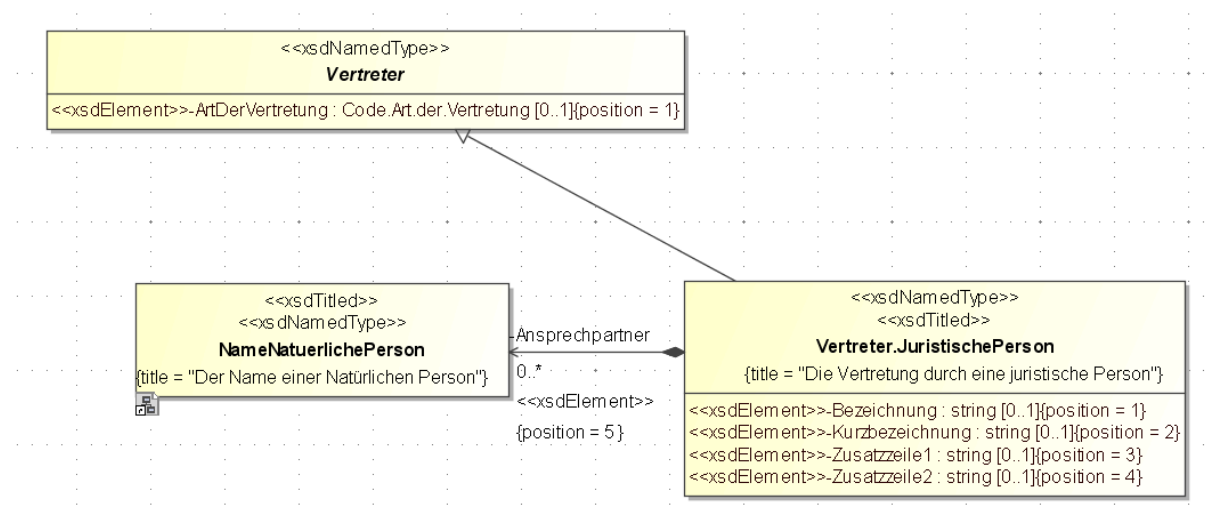 <<xsdNamedType>>
Vertreter
<<xsdElement>>-ArtDerVertretung : Code.Art.der.Vertretung [0..1]{position = 1}
<<xsdTitled>>
<<xsdNamedType>>
NameNatuerlichePerson
{title = "Der Name einer Natürlichen Person"}
-Ansprechpartner
0..*
<<xsdElement>>
{position = 5}
<<xsdNamedType>>
<<xsdTitled>>
Vertreter.JuristischePerson
{title = "Die Vertretung durch eine juristische Person"}
<<xsdElement>>-Bezeichnung : string [0..1]{position = 1}
<<xsdElement>>-Kurzbezeichnung : string [0..1]{position = 2}
<<xsdElement>>-Zusatzzeile1 : string [0..1]{position = 3}
<<xsdElement>>-Zusatzzeile2 : string [0..1]{position = 4}